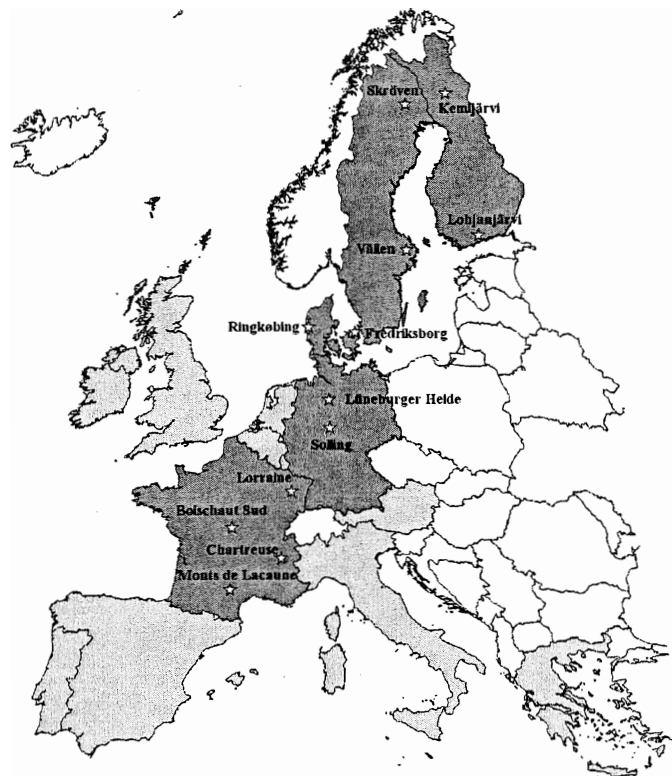 Skröven
Kemijärvi
Lohjanjärvi
Vällen
Ringkøbing
Fredriksborg
Lüneburger Heide
Solling
Lorraine
Boischaut Sud
Chartreuse
Monts de Lacaune